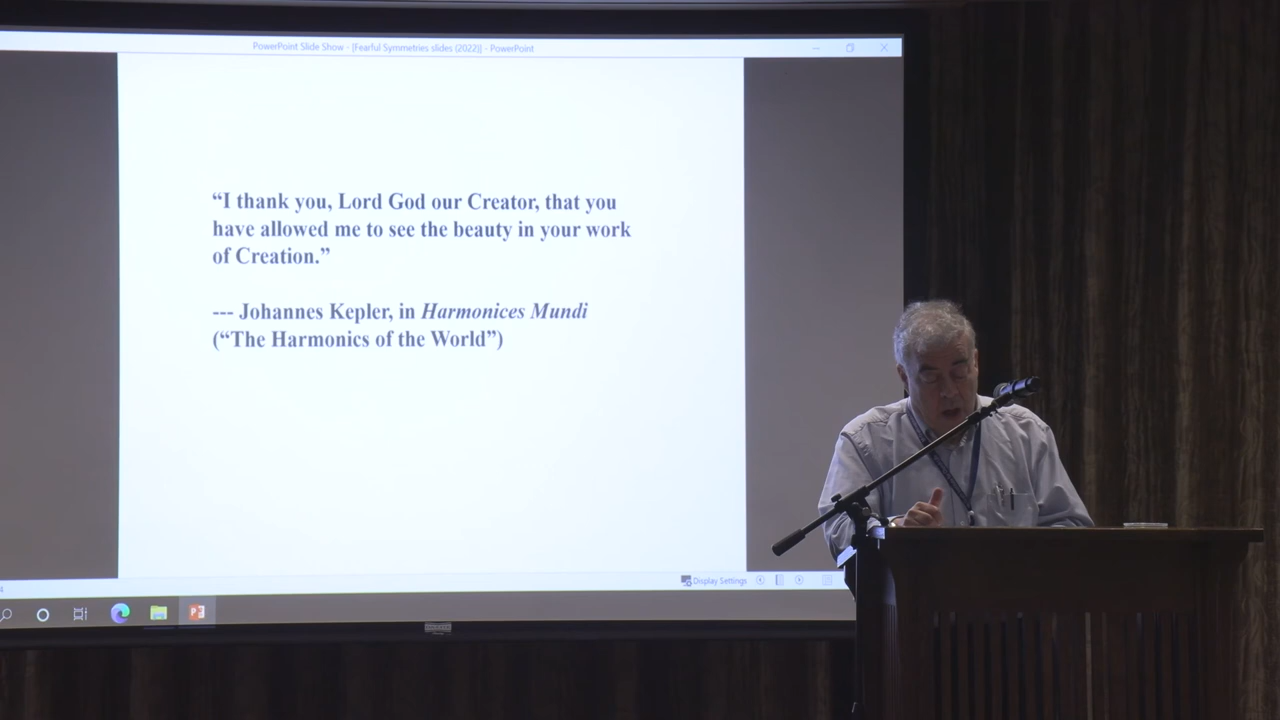 PowerPoint Slide Show - [Fearful Symmetries slides (2022)] - PowerPoint
“I thank you, Lord God our Creator, that you
have allowed me to see the beauty in your work
of Creation.”
--- Johannes Kepler, in Harmonices Mundi
(“The Harmonics of the World”)
Display Settings